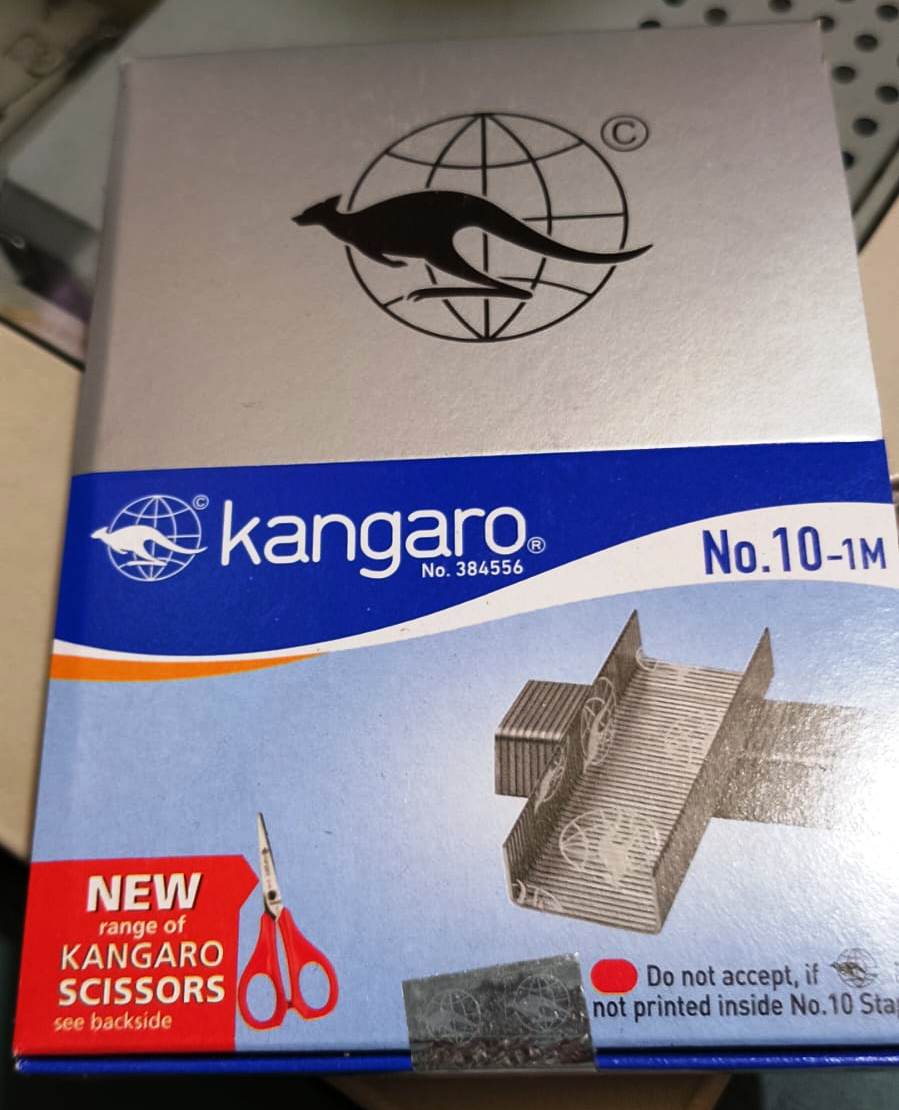 ©
© kangaro®
No. 384556
No.10-1M
NEW
range of
KANGARO
SCISSORS
see backside
Do not accept, if
not printed inside No.10